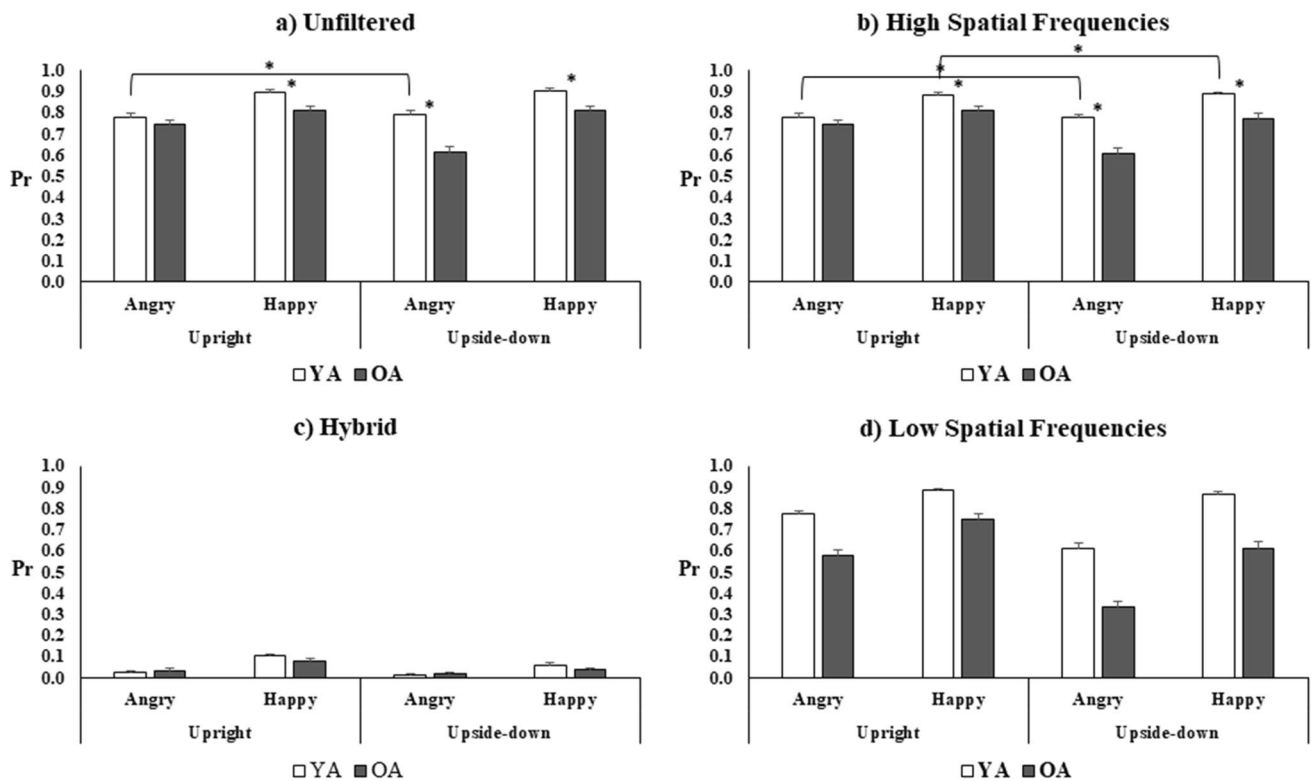 a) Unfiltered
*
*
*
*
1.0
0.9
0.8
0.7
0.6
0.5
0.4
0.3
0.2
0.1
0.0
Pr
Angry Happy Angry Happy
Upright Upside-down
YA OA
b) High Spatial Frequencies
*
*
*
*
*
1.0
0.9
0.8
0.7
0.6
0.5
0.4
0.3
0.2
0.1
0.0
Pr
Angry Happy Angry Happy
Upright Upside-down
YA OA
c) Hybrid
1.0
0.9
0.8
0.7
0.6
0.5
0.4
0.3
0.2
0.1
0.0
Pr
Angry Happy Angry Happy
Upright Upside-down
YA OA
d) Low Spatial Frequencies
1.0
0.9
0.8
0.7
0.6
0.5
0.4
0.3
0.2
0.1
0.0
Pr
Angry Happy Angry Happy
Upright Upside-down
YA OA